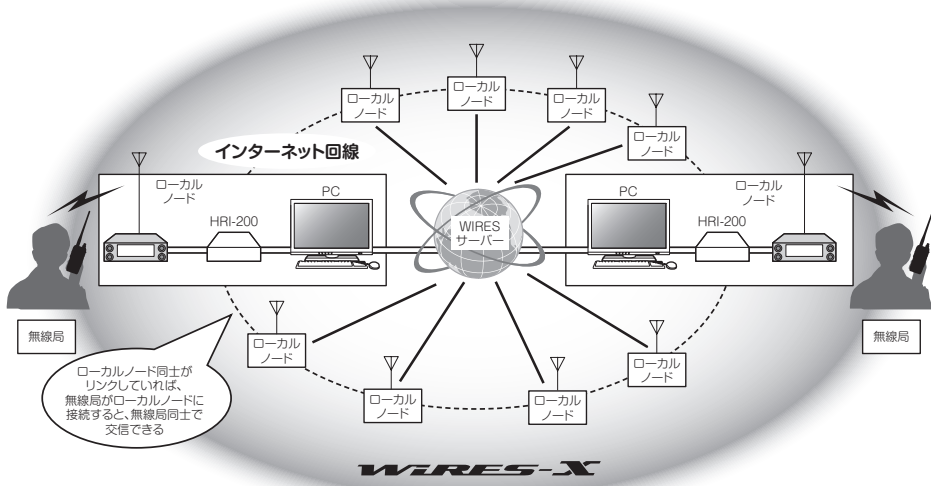 ローカル
ノード
ローカル
ノード
ローカル
ノード
ローカル
ノード
インターネット回線
ローカル
ノード
HRI-200
PC
WIRES
サーバー
PC
HRI-200
ローカル
ノード
無線局
無線局
ローカル
ノード
ローカル
ノード
ローカル
ノード
ローカル
ノード
ローカルノード同士が
リンクしていれば、
無線局がローカルノードに
接続すると、無線局同士で
交信できる
WiRES-X